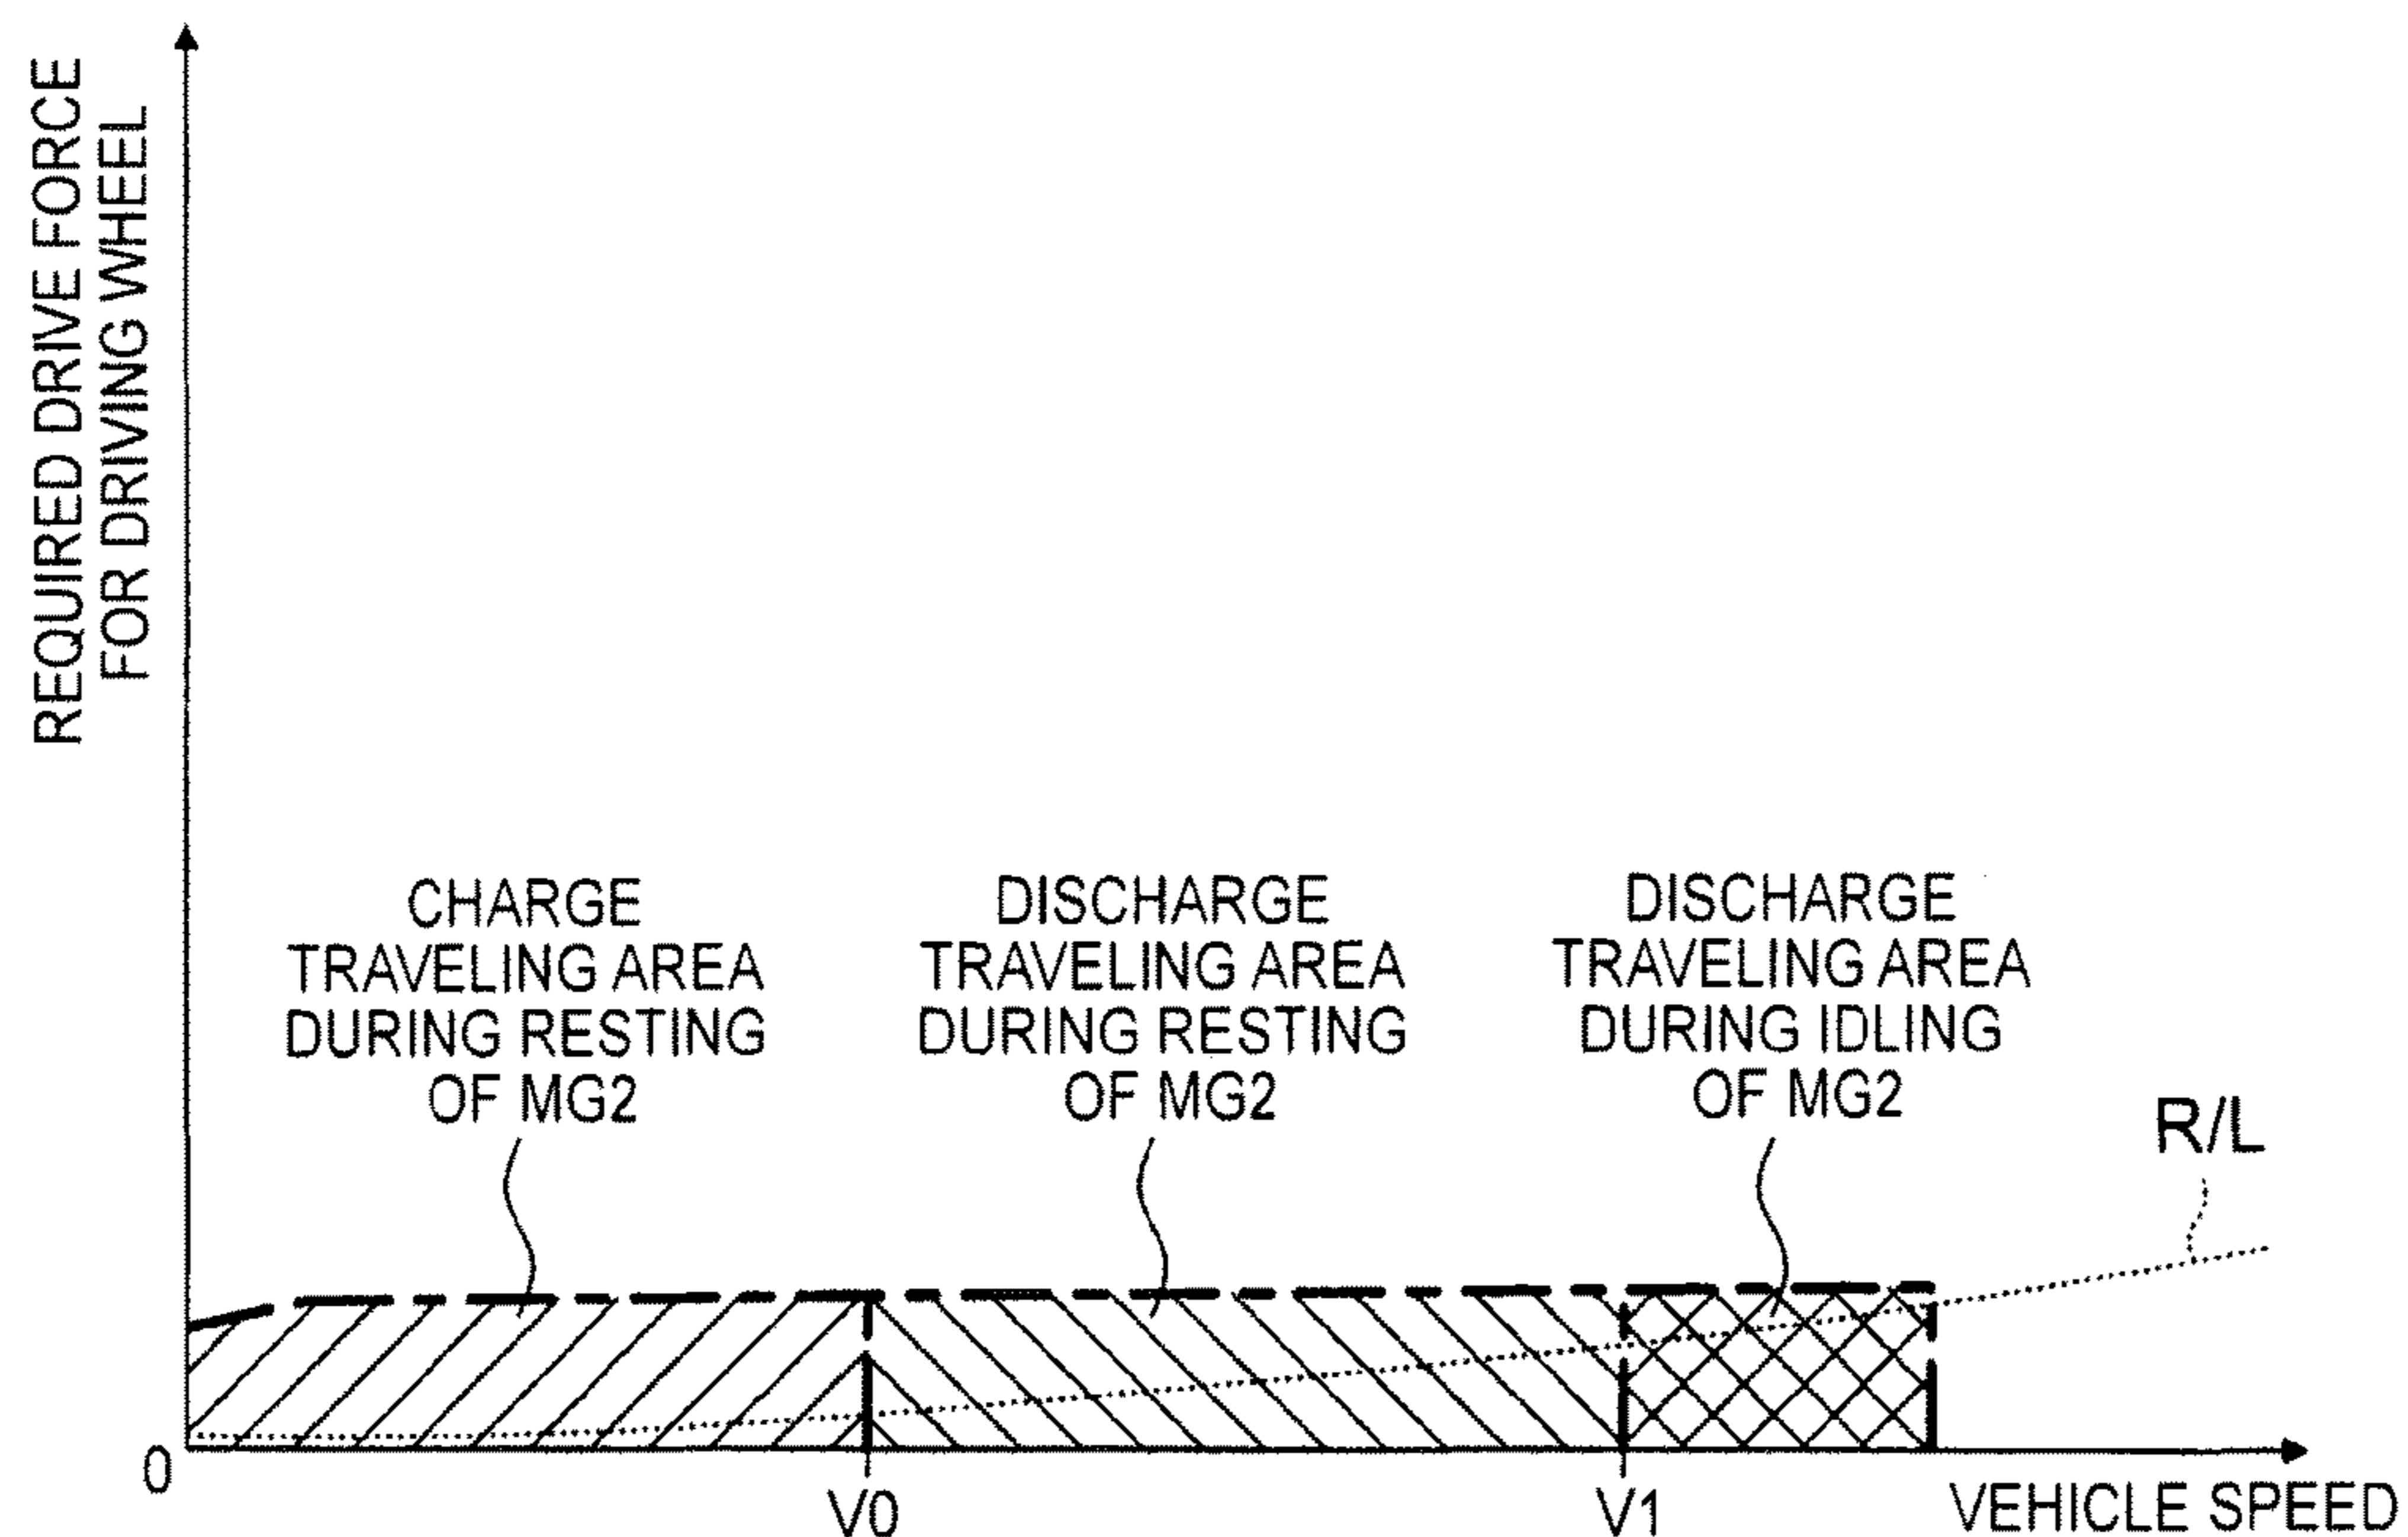 REQUIRED DRIVE FORCE
FOR DRIVING WHEEL
CHARGE
TRAVELING AREA
DURING RESTING
OF MG2
DISCHARGE
TRAVELING AREA
DURING RESTING
OF MG2
DISCHARGE
TRAVELING AREA
DURING IDLING
OF MG2
R/L
0
V0
V1
VEHICLE SPEED